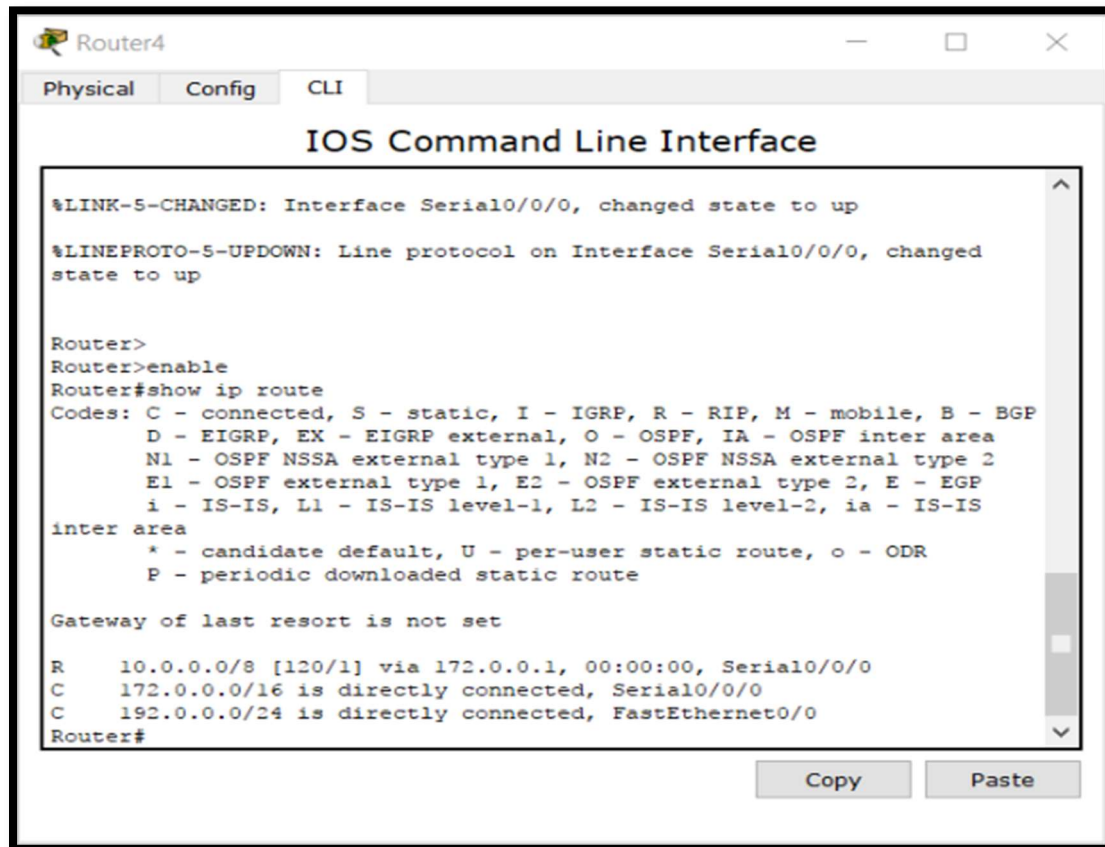 Router4
Physical Config CLI
IOS Command Line Interface
%LINK-5-CHANGED: Interface Serial0/0/0, changed state to up
%LINEPROTO-5-UPDOWN: Line protocol on Interface Serial0/0/0, changed
state to up
Router>
Router>enable
Router#show ip route
Codes: C - connected, S - static, I - IGRP, R - RIP, M - mobile, B - BGP
       D - EIGRP, EX - EIGRP external, O - OSPF, IA - OSPF inter area
       N1 - OSPF NSSA external type 1, N2 - OSPF NSSA external type 2
       E1 - OSPF external type 1, E2 - OSPF external type 2, E - EGP
       i - IS-IS, L1 - IS-IS level-1, L2 - IS-IS level-2, ia - IS-IS
inter area
       * - candidate default, U - per-user static route, o - ODR
       P - periodic downloaded static route
Gateway of last resort is not set
R    10.0.0.0/8 [120/1] via 172.0.0.1, 00:00:00, Serial0/0/0
C    172.0.0.0/16 is directly connected, Serial0/0/0
C    192.0.0.0/24 is directly connected, FastEthernet0/0
Router#
Copy Paste